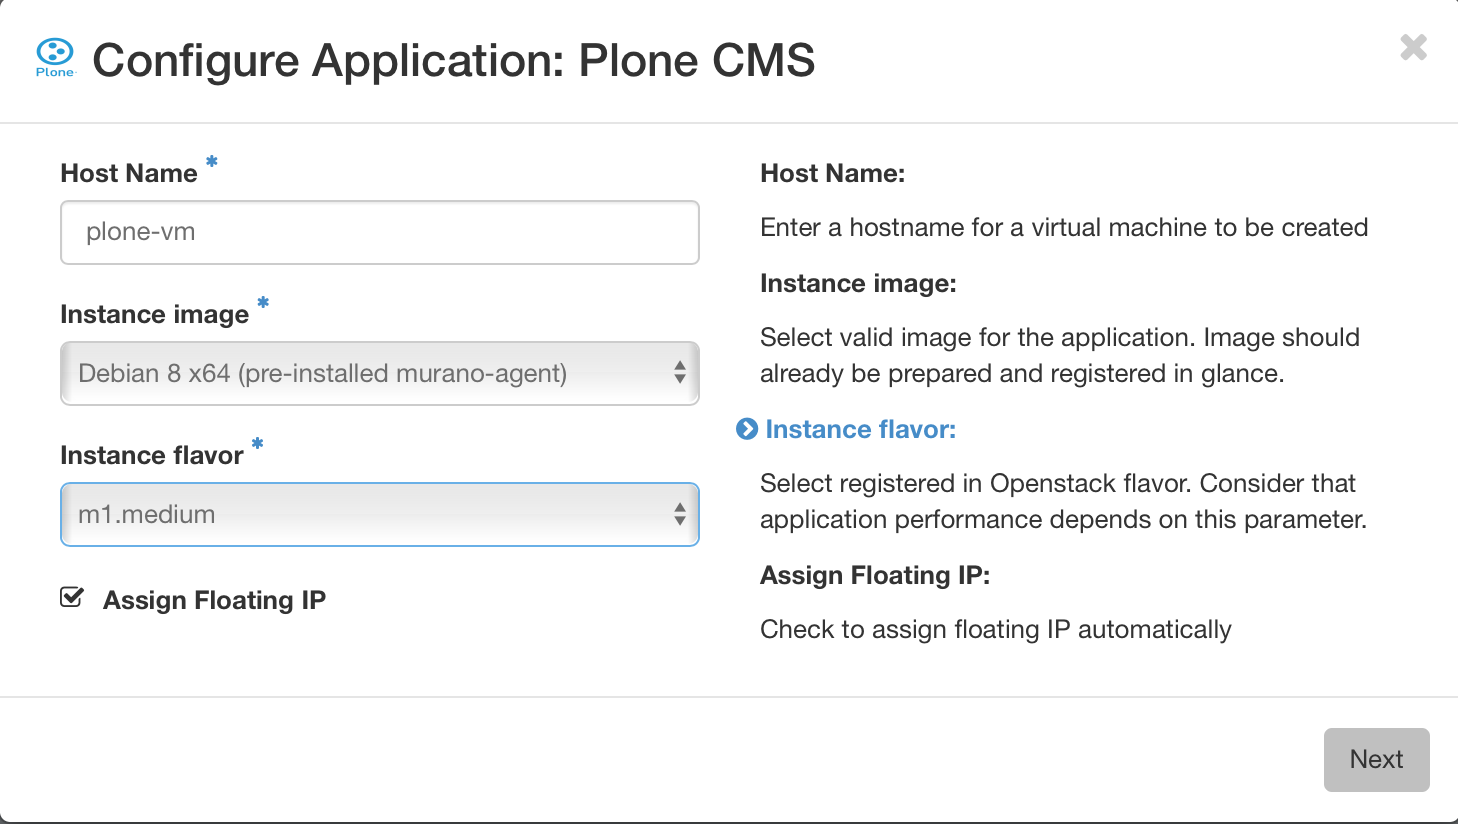 Plone
Configure Application: Plone CMS
Host Name *
plone-vm
Instance image *
Debian 8 x64 (pre-installed murano-agent)
Instance flavor *
m1.medium
Assign Floating IP
Host Name:
Enter a hostname for a virtual machine to be created
Instance image:
Select valid image for the application. Image should
already be prepared and registered in glance.
Instance flavor:
Select registered in Openstack flavor. Consider that
application performance depends on this parameter.
Assign Floating IP:
Check to assign floating IP automatically
Next